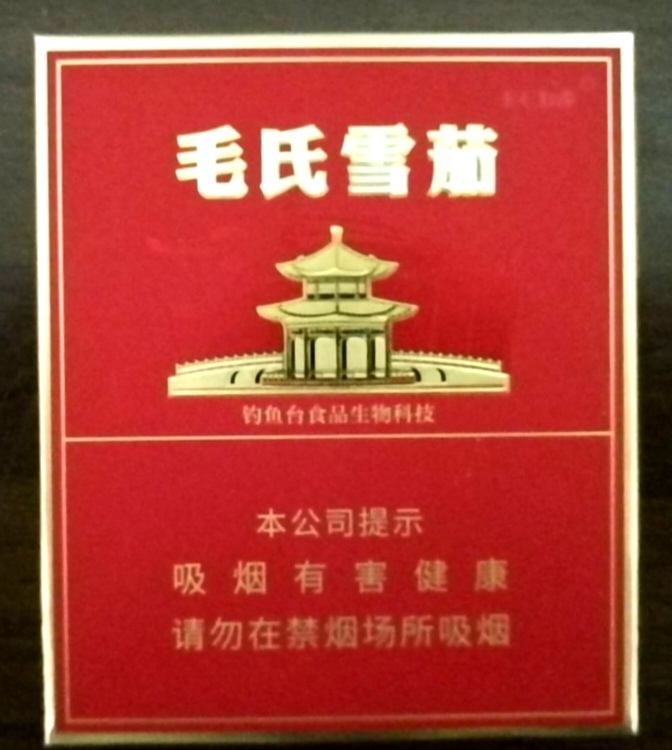 毛氏雪茄
钓鱼台食品生物科技
本公司提示
吸烟有害健康
请勿在禁烟场所吸烟